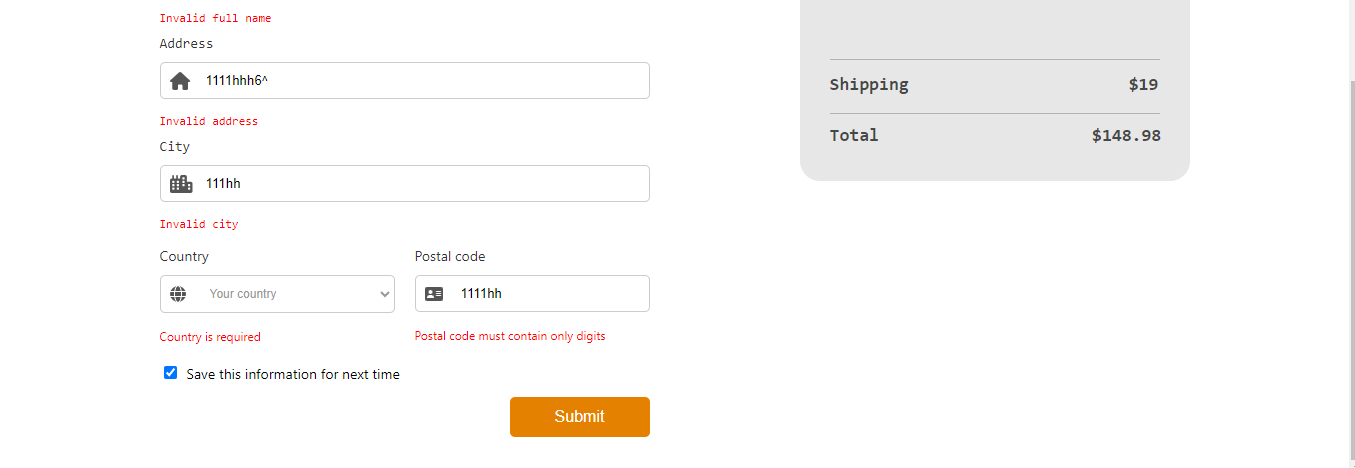 Invalid full name
Address
1111hhh6^
Invalid address
City
111hh
Invalid city
Country
Postal code
Your country
1111hh
Country is required
Postal code must contain only digits
Save this information for next time
Submit
Shipping $19
Total $148.98